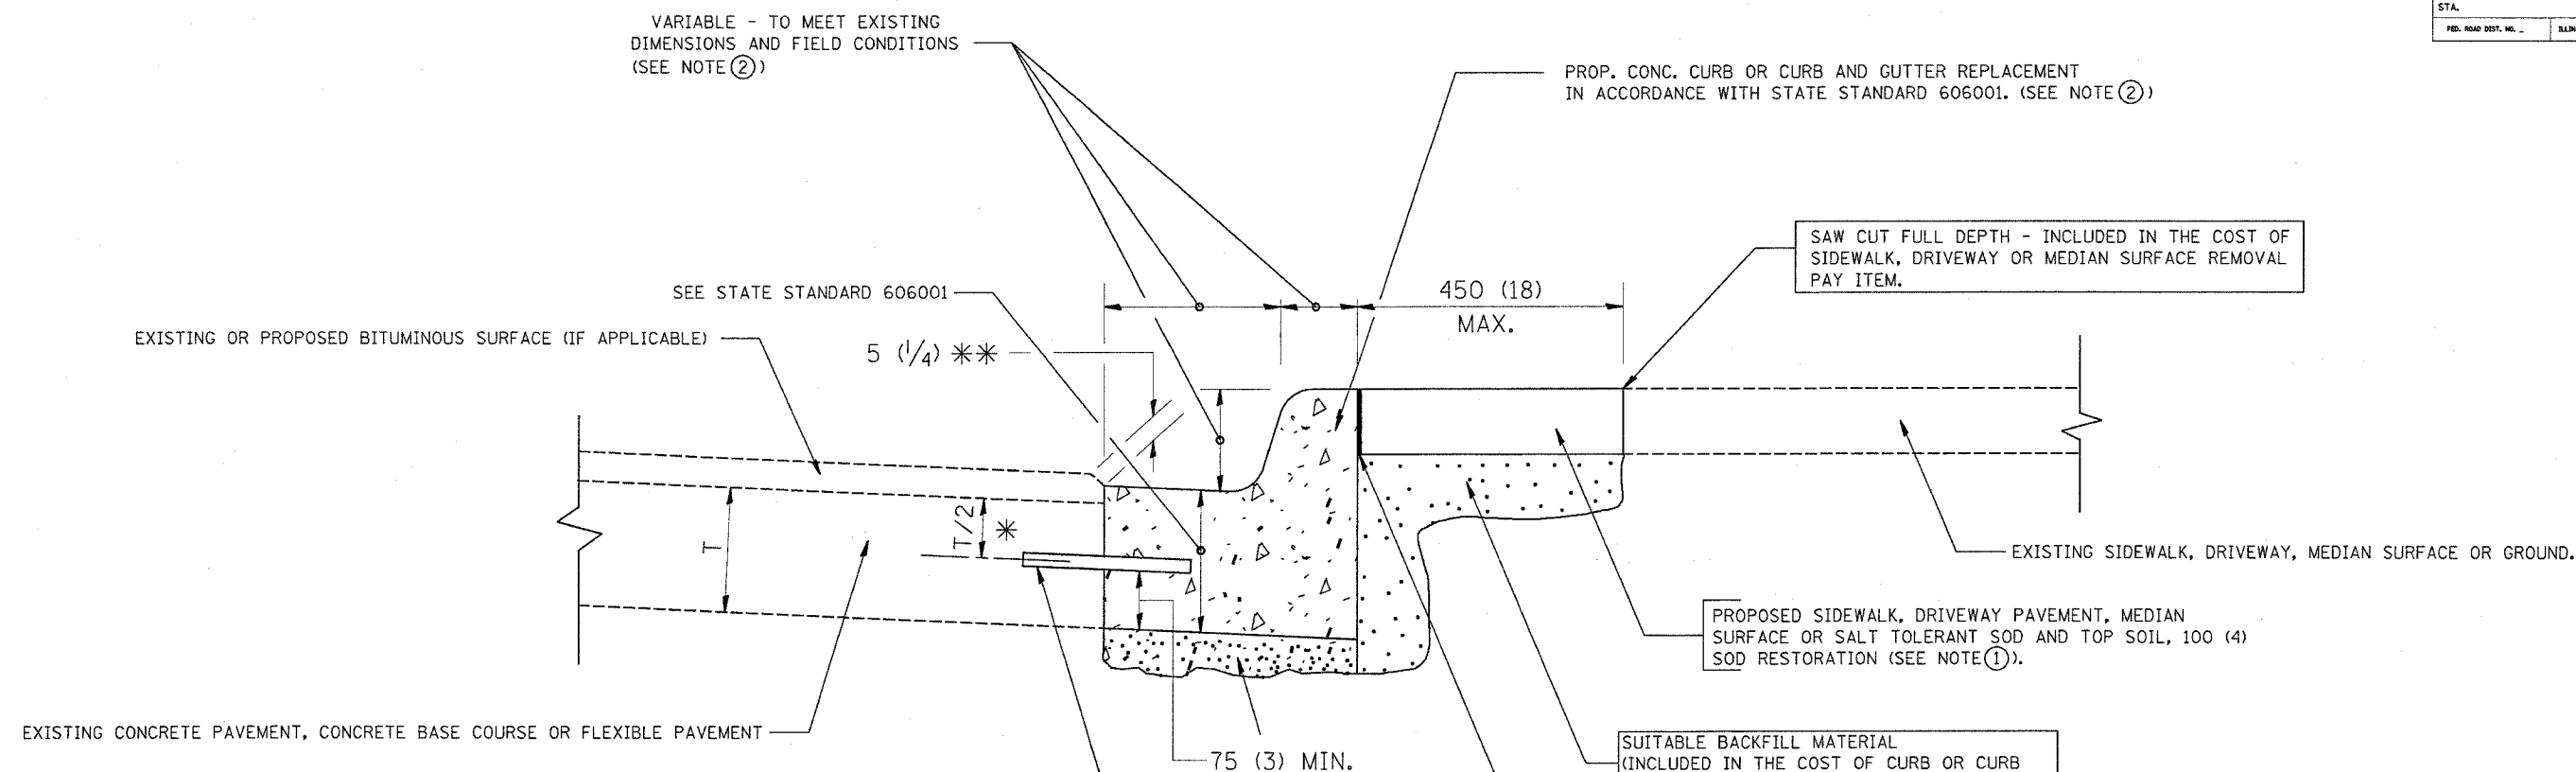 STA.
FED. ROAD DIST. NO. _
VARIABLE - TO MEET EXISTING
DIMENSIONS AND FIELD CONDITIONS
(SEE NOTE ②)
PROP. CONC. CURB OR CURB AND GUTTER REPLACEMENT
IN ACCORDANCE WITH STATE STANDARD 606001. (SEE NOTE ②)
SAW CUT FULL DEPTH - INCLUDED IN THE COST OF
SIDEWALK, DRIVEWAY OR MEDIAN SURFACE REMOVAL
PAY ITEM.
SEE STATE STANDARD 606001
450 (18)
MAX.
EXISTING OR PROPOSED BITUMINOUS SURFACE (IF APPLICABLE)
5 (1/4) **
T
T/2
*
EXISTING SIDEWALK, DRIVEWAY, MEDIAN SURFACE OR GROUND.
PROPOSED SIDEWALK, DRIVEWAY PAVEMENT, MEDIAN
SURFACE OR SALT TOLERANT SOD AND TOP SOIL, 100 (4)
SOD RESTORATION (SEE NOTE ①).
EXISTING CONCRETE PAVEMENT, CONCRETE BASE COURSE OR FLEXIBLE PAVEMENT
75 (3) MIN.
SUITABLE BACKFILL MATERIAL
(INCLUDED IN THE COST OF CURB OR CURB